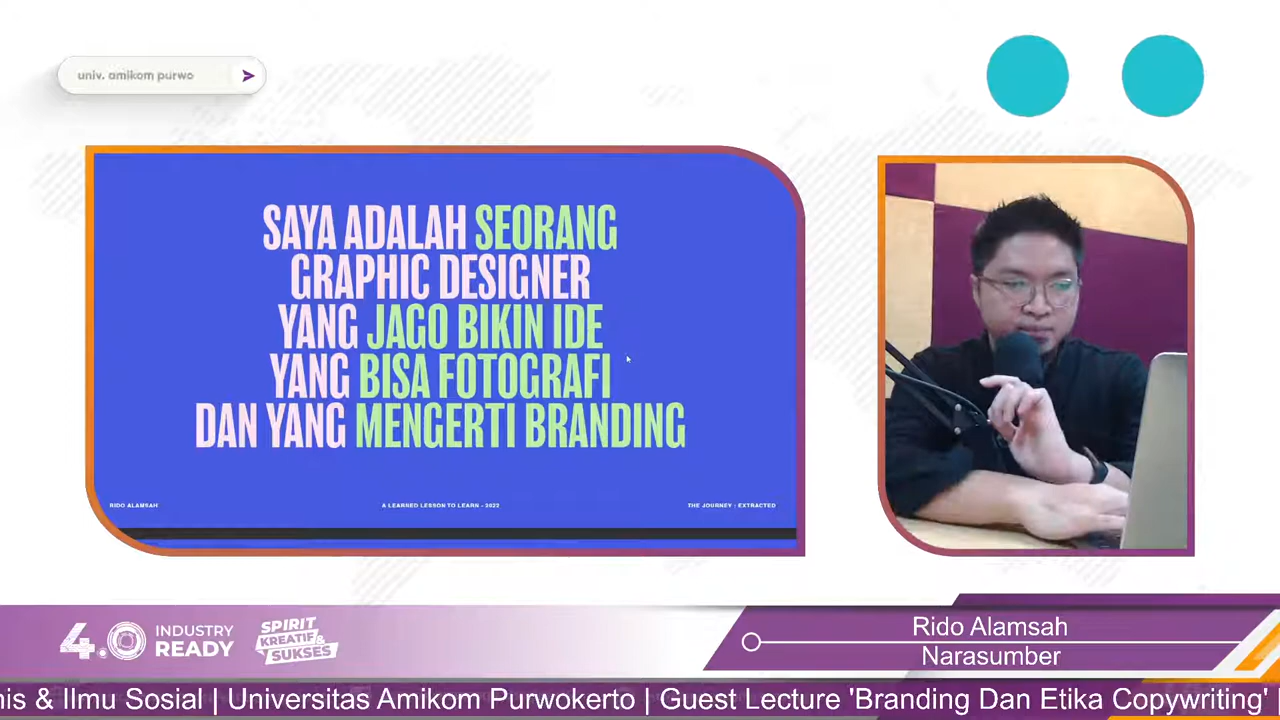 univ. amikom purwo
SAYA ADALAH SEORANG
GRAPHIC DESIGNER
YANG JAGO BIKIN IDE
YANG BISA FOTOGRAFI
DAN YANG MENGERTI BRANDING
RIDO ALAMSAH
A LEARNED LESSON TO LEARN - 2022
THE JOURNEY : EXTRACTED
4.0 INDUSTRY
READY
SPIRIT
KREATIF &
SUKSES
Rido Alamsah
Narasumber
nis & Ilmu Sosial | Universitas Amikom Purwokerto | Guest Lecture 'Branding Dan Etika Copywriting' |